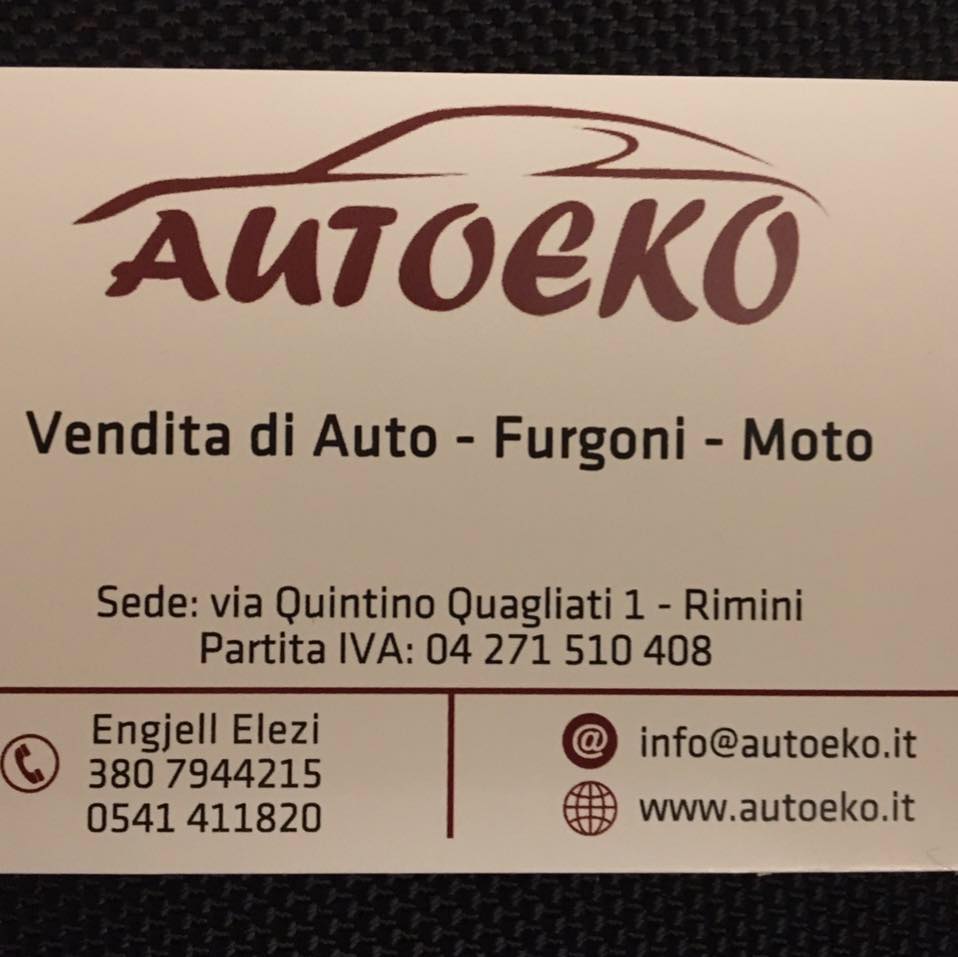 AUTOEKO
Vendita di Auto - Furgoni - Moto
Sede: via Quintino Quagliati 1 - Rimini
Partita IVA: 04 271 510 408
Engjell Elezi
380 7944215
0541 411820
@ info@autoeko.it
www.autoeko.it